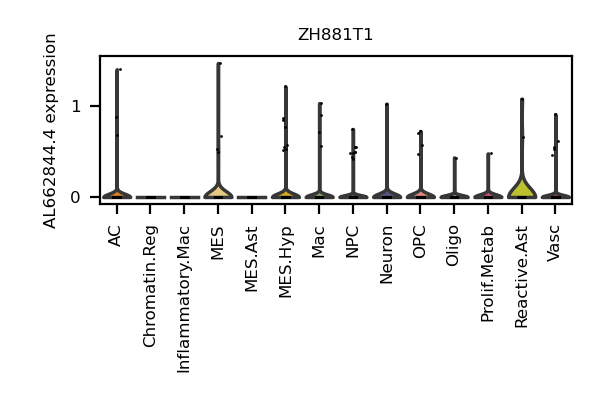 ZH881T1
AL662844.4 expression
1
0
AC
Chromatin.Reg
Inflammatory.Mac
MES
MES.Ast
MES.Hyp
Mac
NPC
Neuron
OPC
Oligo
Prolif.Metab
Reactive.Ast
Vasc